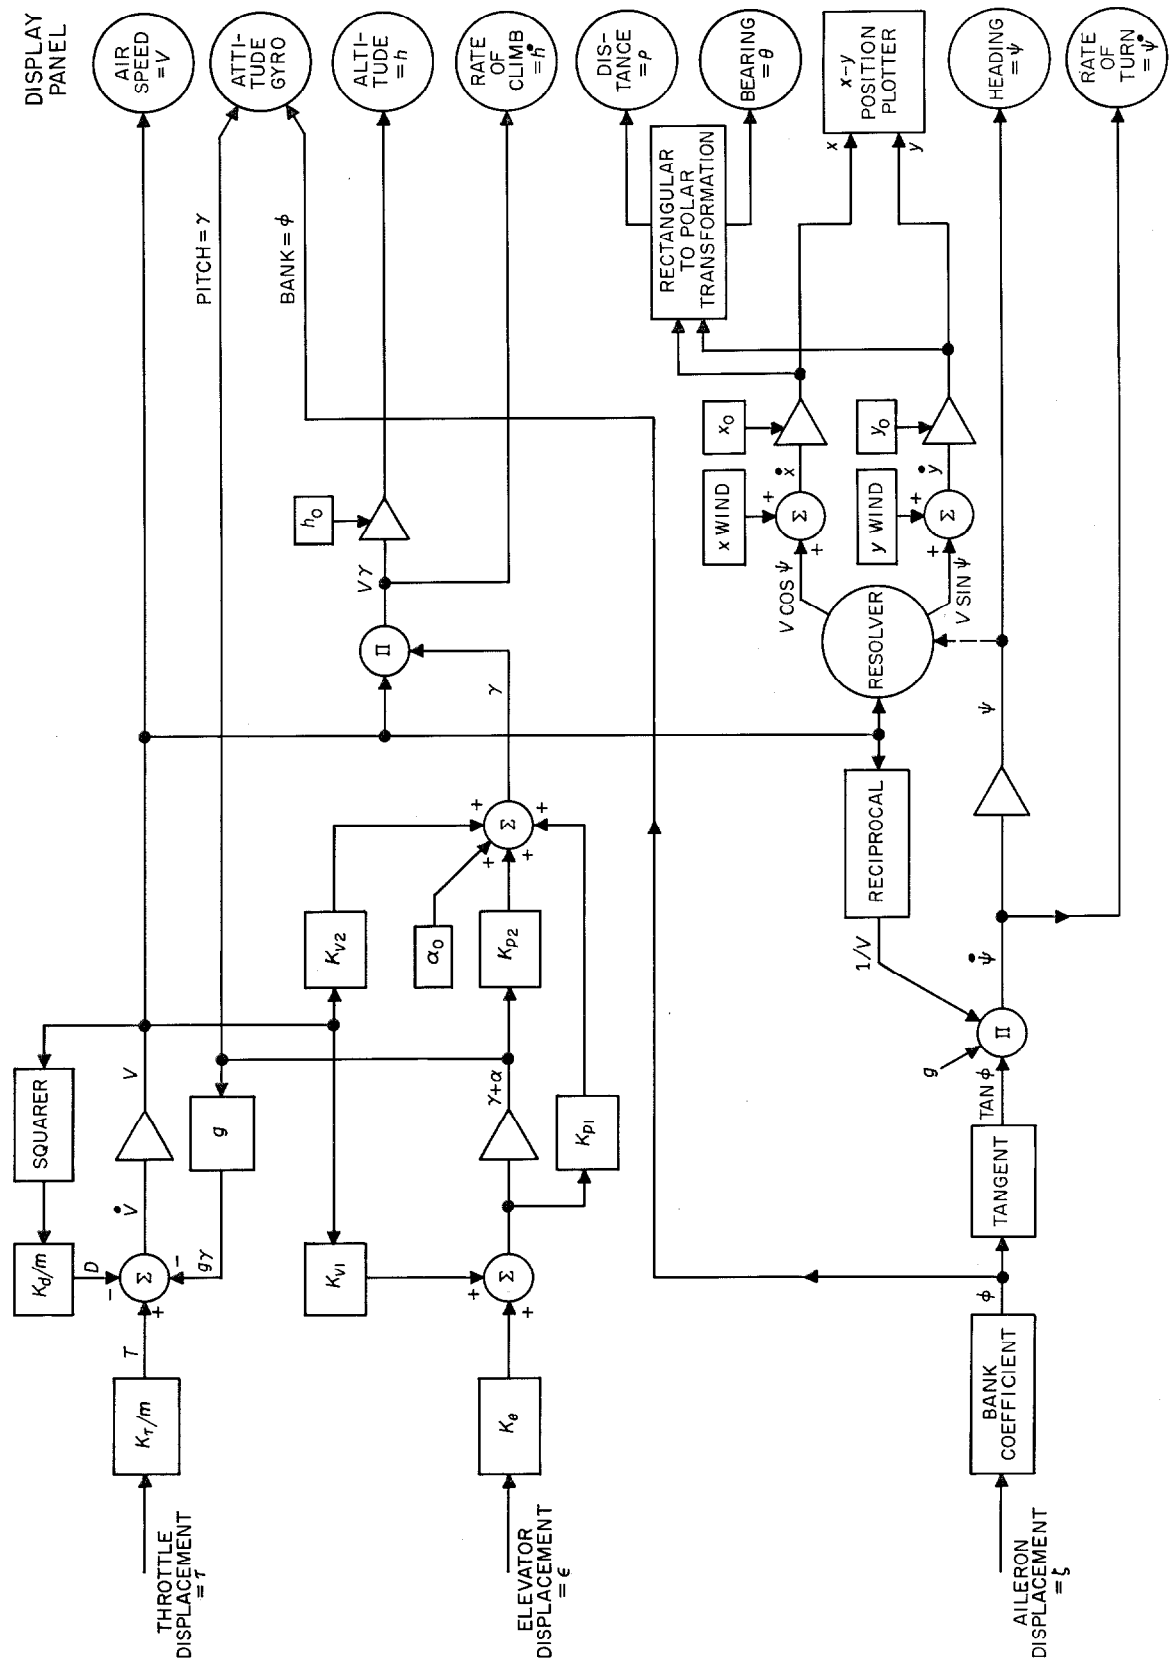 DISPLAY
PANEL
AIR
SPEED=V
ATTI-
TUDE
GYRO
ALTI-
TUDE=h
RATE
OF
CLIMB=ḣ
DIS-
TANCE=ρ
BEARING=θ
x-y
POSITION
PLOTTER
HEADING=ψ
RATE
OF
TURN=ψ̇
PITCH=γ
BANK=ϕ
RECTANGULAR
TO POLAR
TRANSFORMATION
x
y
h₀
x₀
y₀
x WIND
y WIND
ẋ
ẏ
+
Σ
+
+
Σ
+
Vγ
Π
γ
V COS ψ
V SIN ψ
RESOLVER
ψ
RECIPROCAL
1/V
ψ̇
g
Π
TAN ϕ
TANGENT
ϕ
BANK
COEFFICIENT
AILERON
DISPLACEMENT
=ζ
SQUARER
V
V̇
K_d/m
D
-
Σ
-
+
g
gγ
T
K_T/m
THROTTLE
DISPLACEMENT
=τ
K_V2
α₀
K_p2
+
+
Σ
+
+
γ+α
K_p1
K_V1
+
Σ
+
K_θ
ELEVATOR
DISPLACEMENT
=ϵ